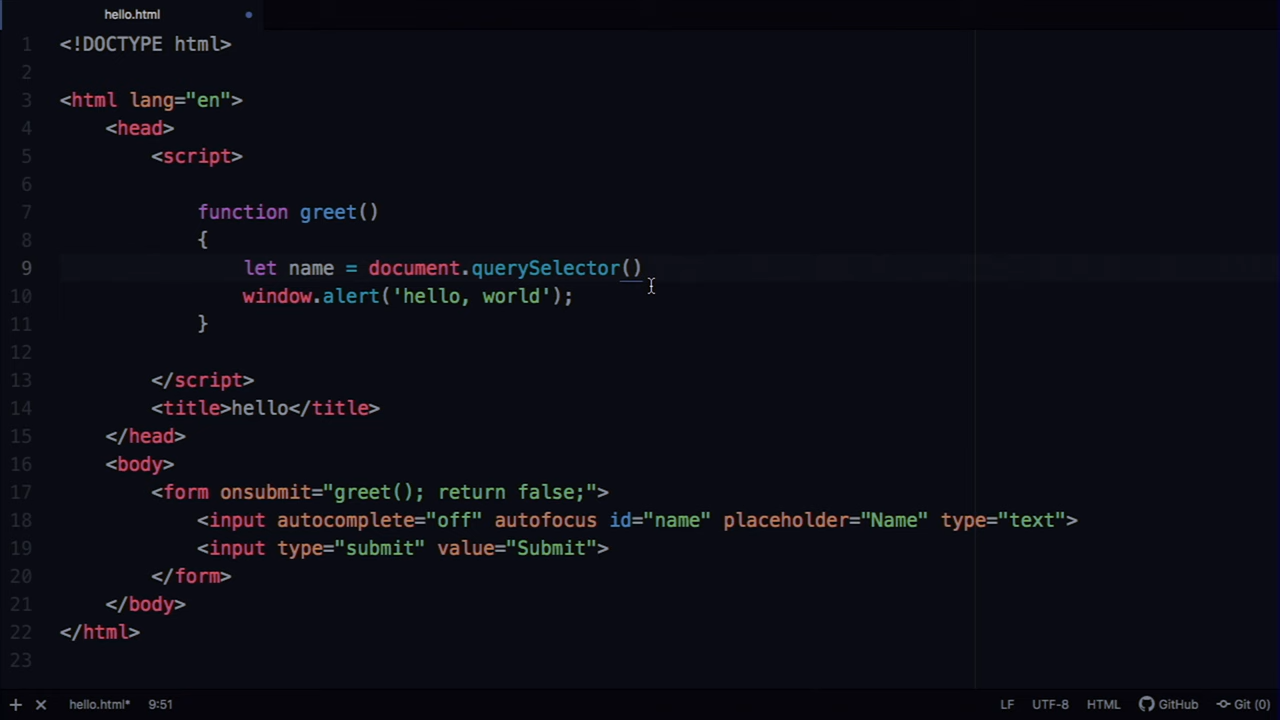 hello.html
1 <!DOCTYPE html>
2
3 <html lang="en">
4     <head>
5         <script>
6
7             function greet()
8             {
9                 let name = document.querySelector()
10                 window.alert('hello, world');
11             }
12
13         </script>
14         <title>hello</title>
15     </head>
16     <body>
17         <form onsubmit="greet(); return false;">
18             <input autocomplete="off" autofocus id="name" placeholder="Name" type="text">
19             <input type="submit" value="Submit">
20         </form>
21     </body>
22 </html>
23
hello.html* 9:51 LF UTF-8 HTML GitHub Git (0)